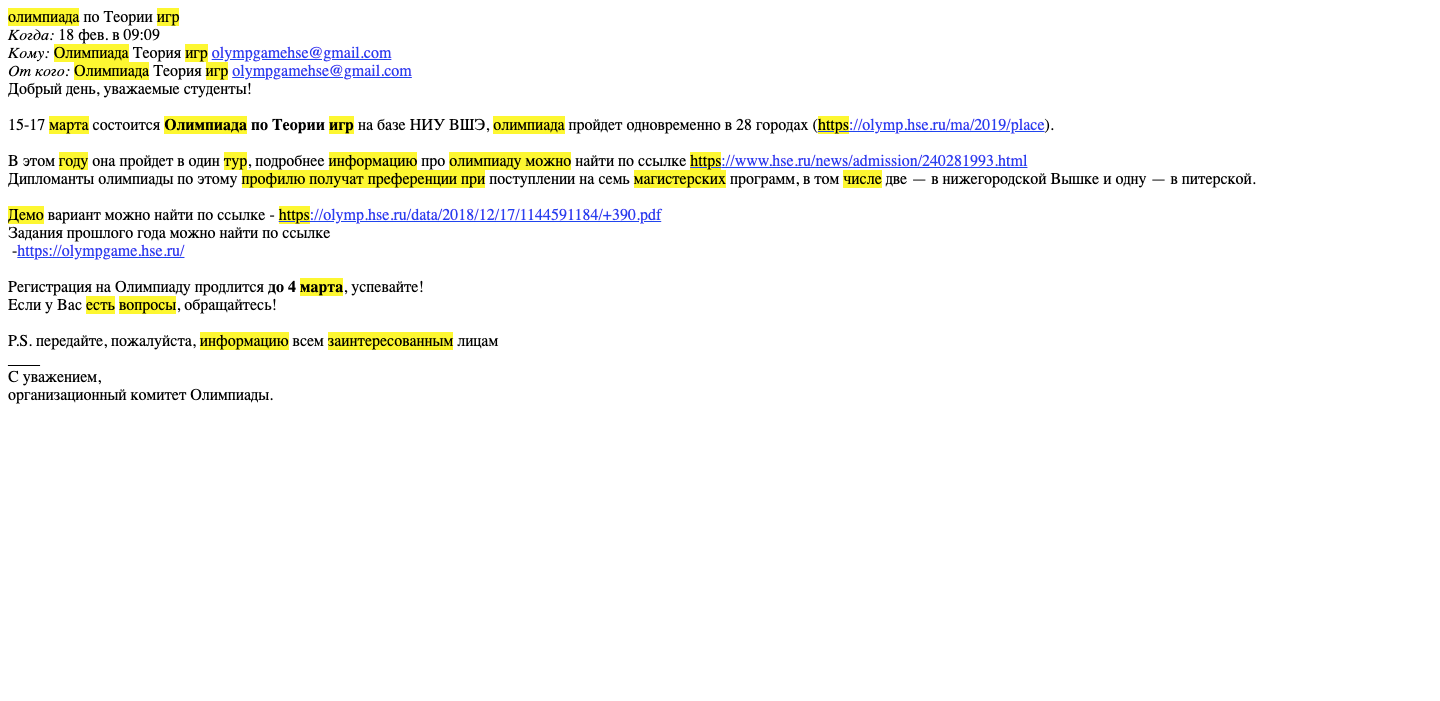 олимпиада по Теории игр
Когда: 18 фев. в 09:09
Кому: Олимпиада Теория игр olympgamehse@gmail.com
От кого: Олимпиада Теория игр olympgamehse@gmail.com
Добрый день, уважаемые студенты!
15-17 марта состоится Олимпиада по Теории игр на базе НИУ ВШЭ, олимпиада пройдет одновременно в 28 городах (https://olymp.hse.ru/ma/2019/place).
В этом году она пройдет в один тур, подробнее информацию про олимпиаду можно найти по ссылке https://www.hse.ru/news/admission/240281993.html
Дипломанты олимпиады по этому профилю получат преференции при поступлении на семь магистерских программ, в том числе две — в нижегородской Вышке и одну — в питерской.
Демо вариант можно найти по ссылке - https://olymp.hse.ru/data/2018/12/17/1144591184/+390.pdf
Задания прошлого года можно найти по ссылке
-https://olympgame.hse.ru/
Регистрация на Олимпиаду продлится до 4 марта, успевайте!
Если у Вас есть вопросы, обращайтесь!
P.S. передайте, пожалуйста, информацию всем заинтересованным лицам
____
С уважением,
организационный комитет Олимпиады.